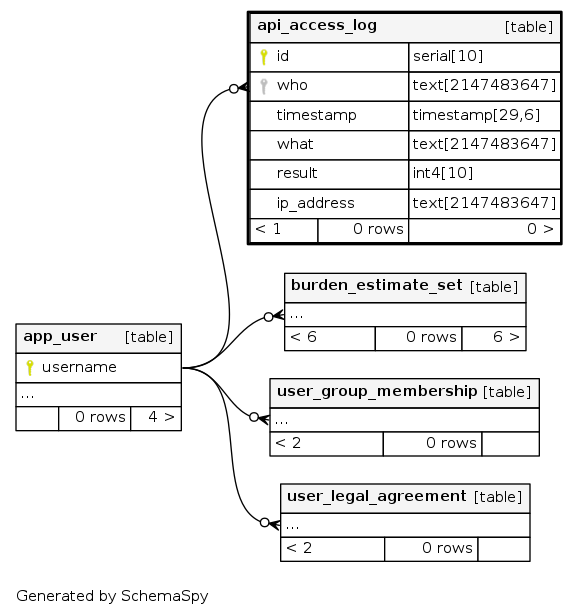 api_access_log [table]
id serial[10]
who text[2147483647]
timestamp timestamp[29,6]
what text[2147483647]
result int4[10]
ip_address text[2147483647]
< 1 0 rows 0 >
burden_estimate_set [table]
...
< 6 0 rows 6 >
app_user [table]
username
...
0 rows 4 >
user_group_membership [table]
...
< 2 0 rows
user_legal_agreement [table]
...
< 2 0 rows
Generated by SchemaSpy